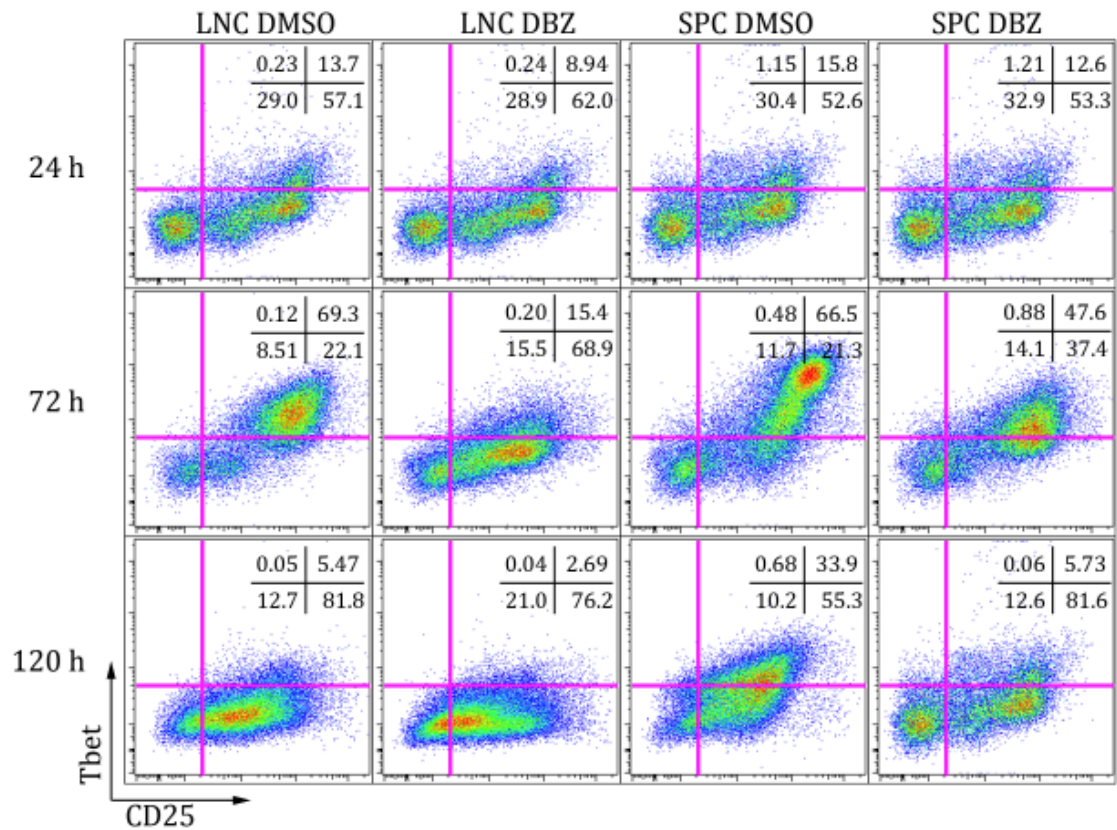 LNC DMSO LNC DBZ SPC DMSO SPC DBZ
0.23 13.7 0.24 8.94 1.15 15.8 1.21 12.6
29.0 57.1 28.9 62.0 30.4 52.6 32.9 53.3
24 h
0.12 69.3 0.20 15.4 0.48 66.5 0.88 47.6
8.51 22.1 15.5 68.9 11.7 21.3 14.1 37.4
72 h
0.05 5.47 0.04 2.69 0.68 33.9 0.06 5.73
12.7 81.8 21.0 76.2 10.2 55.3 12.6 81.6
120 h
Tbet
CD25